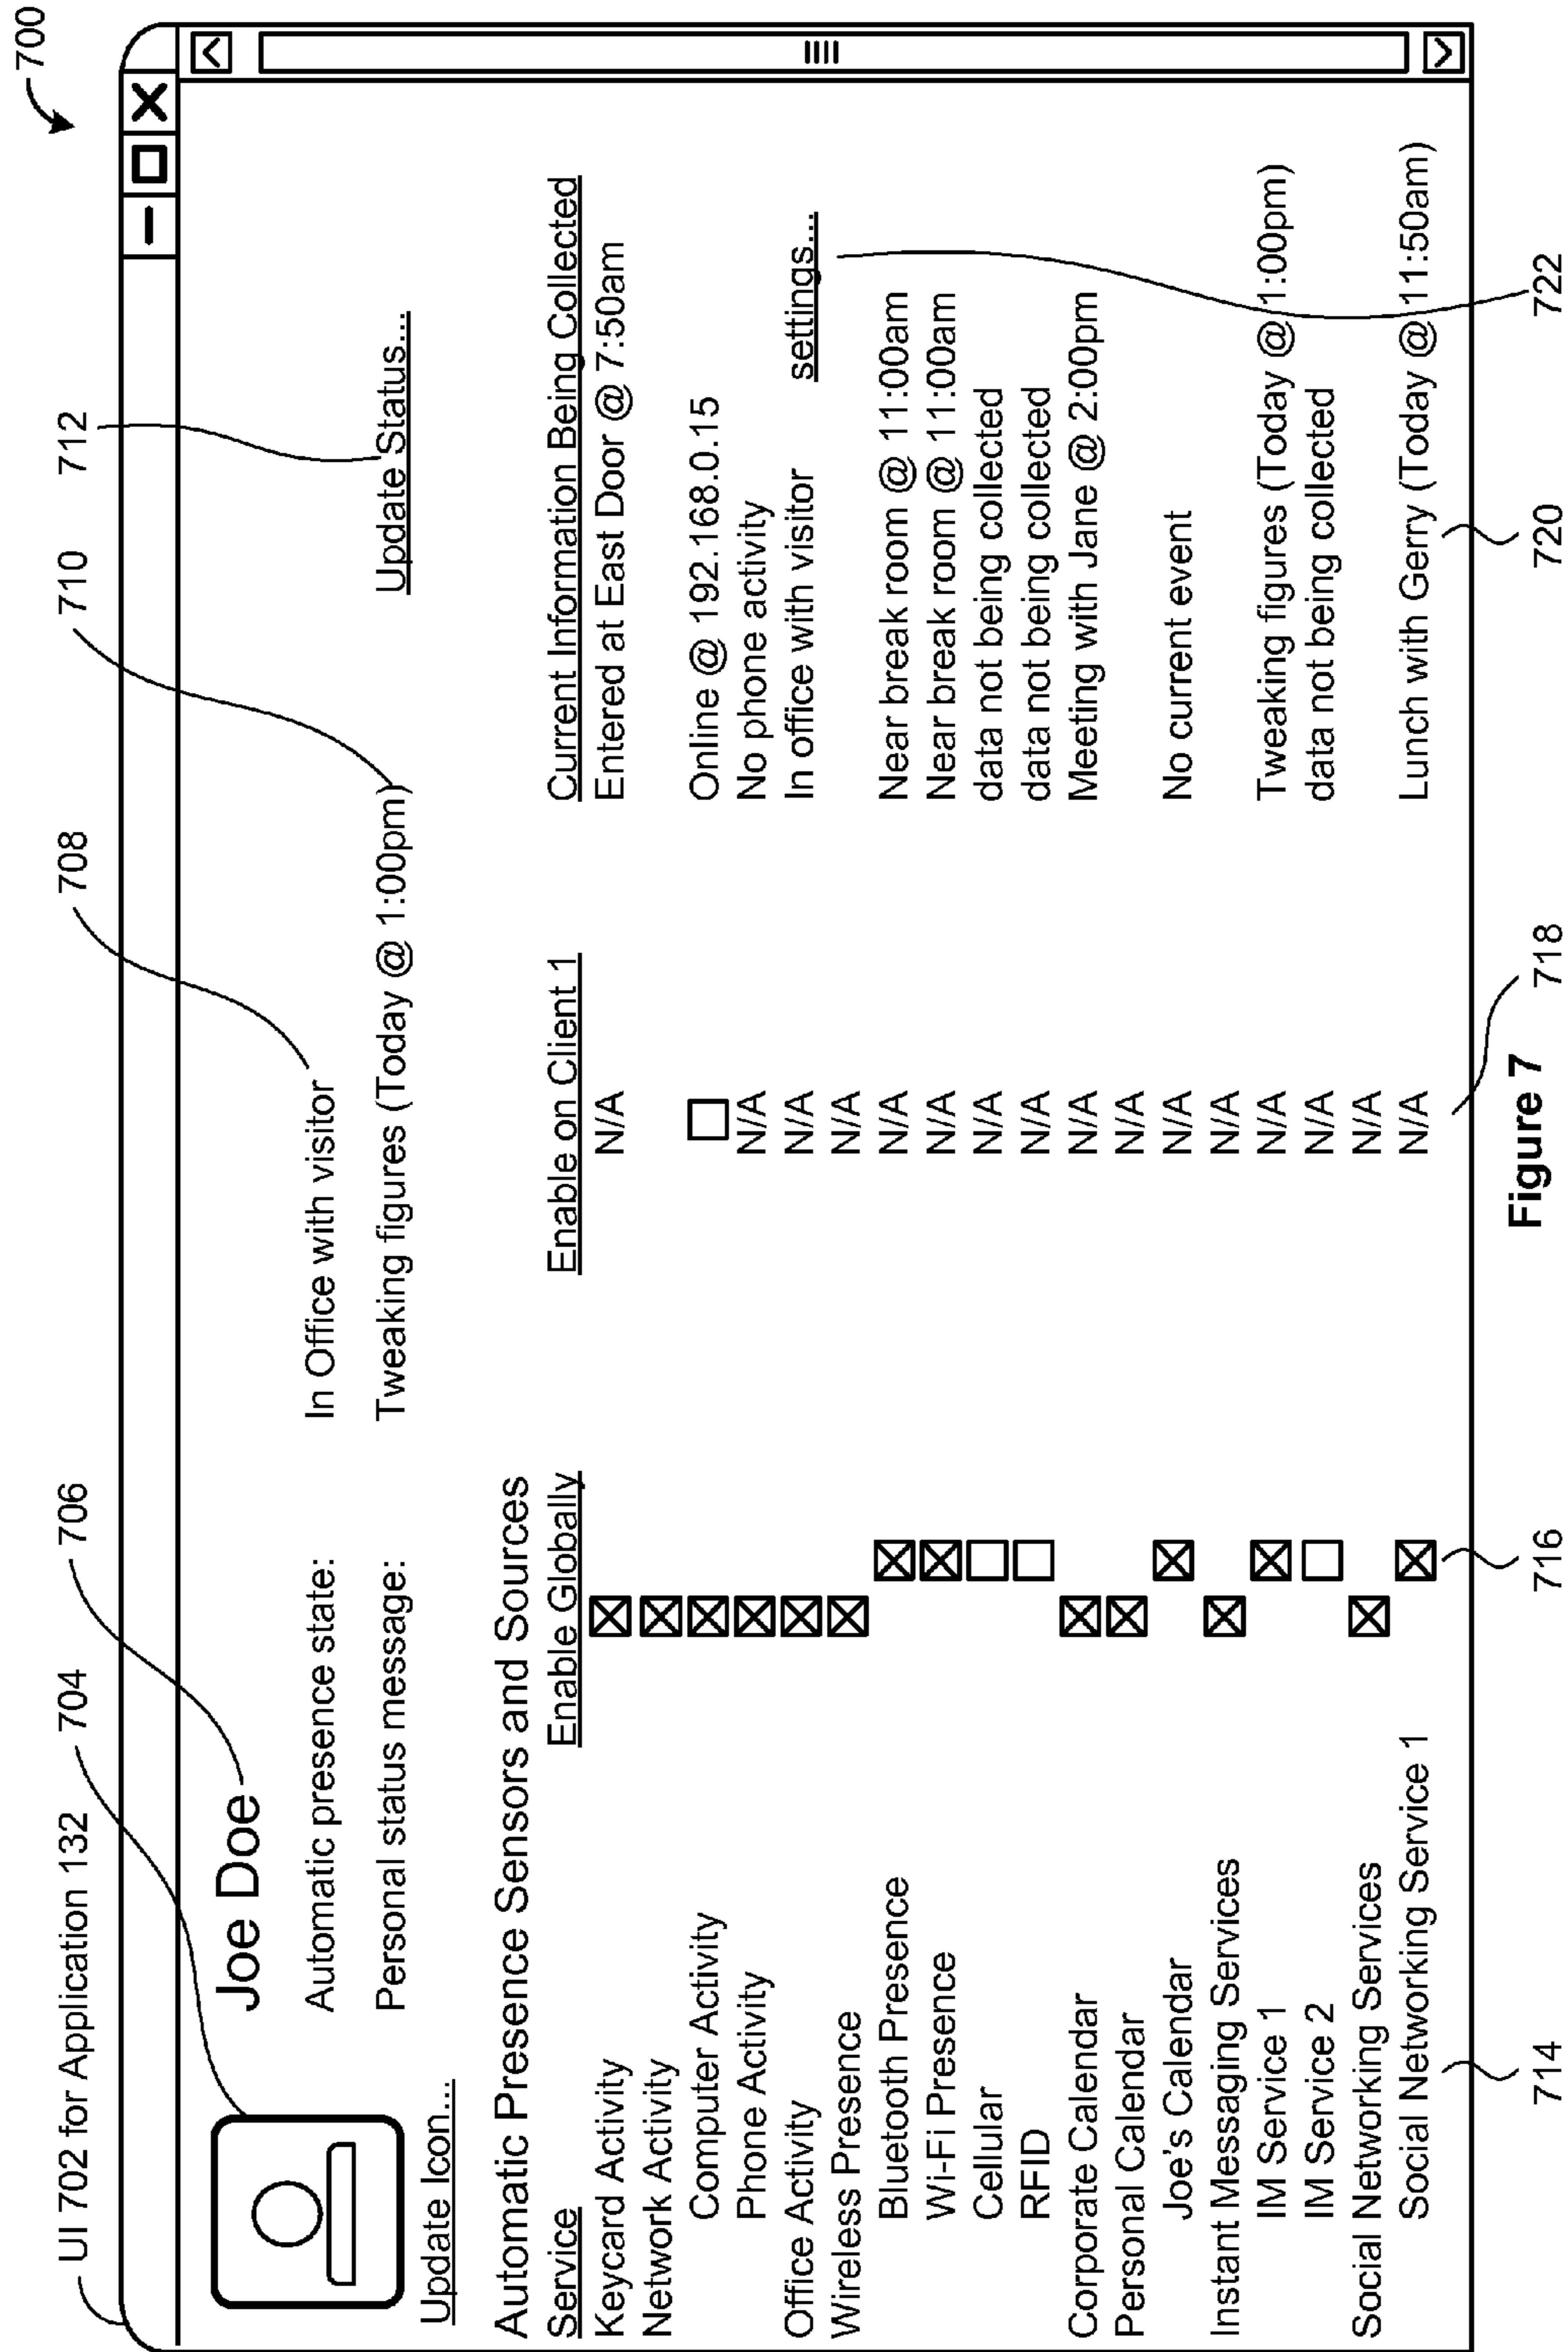 700
UI 702 for Application 132 704 706 708 710 712
Joe Doe
Automatic presence state: In Office with visitor
Personal status message: Tweaking figures (Today @ 1:00pm) Update Status...
Update Icon...
Automatic Presence Sensors and Sources
Service Enable Globally Enable on Client 1 Current Information Being Collected
Keycard Activity N/A Entered at East Door @ 7:50am
Network Activity
Computer Activity Online @ 192.168.0.15
Phone Activity N/A No phone activity
Office Activity N/A In office with visitor settings...
Wireless Presence N/A
Bluetooth Presence N/A Near break room @ 11:00am
Wi-Fi Presence N/A Near break room @ 11:00am
Cellular N/A data not being collected
RFID N/A data not being collected
Corporate Calendar N/A Meeting with Jane @ 2:00pm
Personal Calendar N/A
Joe's Calendar N/A No current event
Instant Messaging Services N/A
IM Service 1 N/A Tweaking figures (Today @ 1:00pm)
IM Service 2 N/A data not being collected
Social Networking Services N/A
Social Networking Service 1 N/A Lunch with Gerry (Today @ 11:50am)
714 716 718 720 722
Figure 7